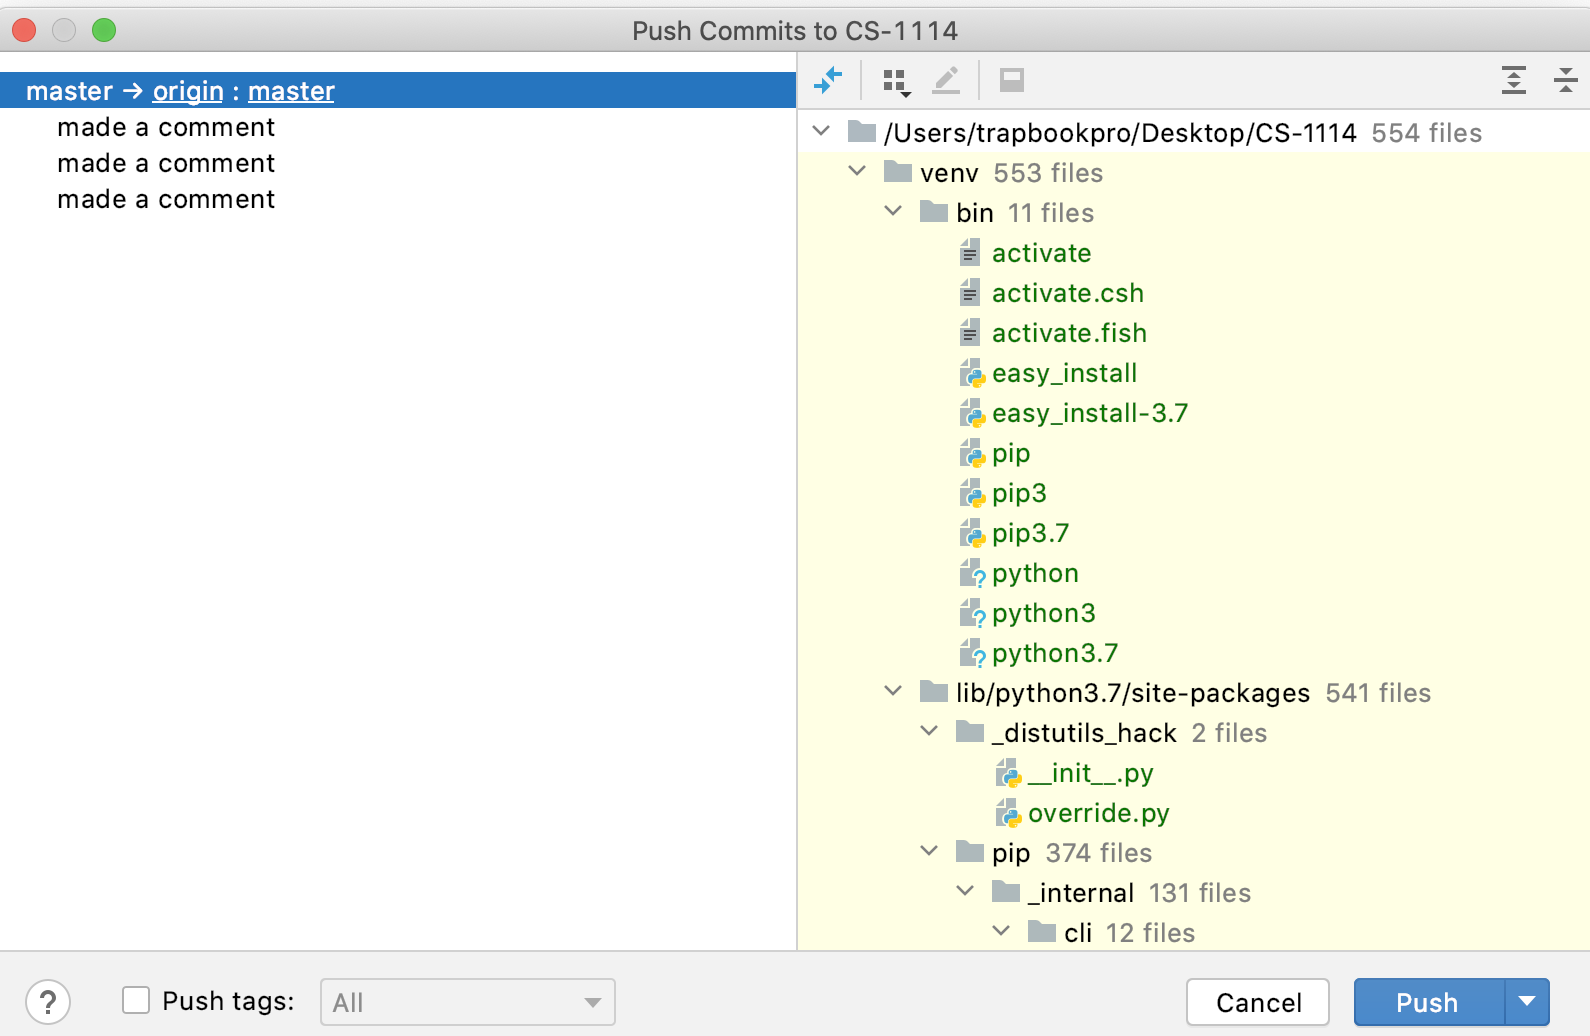 Push Commits to CS-1114
master → origin : master
made a comment
made a comment
made a comment
/Users/trapbookpro/Desktop/CS-1114 554 files
venv 553 files
bin 11 files
activate
activate.csh
activate.fish
easy_install
easy_install-3.7
pip
pip3
pip3.7
python
python3
python3.7
lib/python3.7/site-packages 541 files
_distutils_hack 2 files
__init__.py
override.py
pip 374 files
_internal 131 files
cli 12 files
? Push tags: All Cancel Push